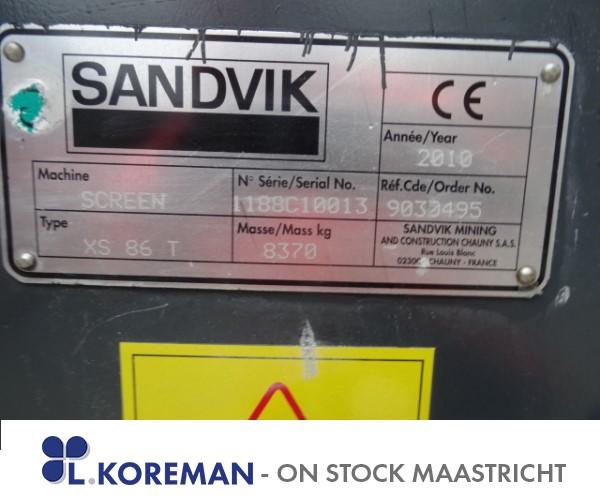 SANDVIK
CE
Année/Year
2010
Machine
SCREEN
N° Série/Serial No.
1188C10013
Réf.Cde/Order No.
9030495
Type
XS 86 T
Masse/Mass kg
8370
SANDVIK MINING
AND CONSTRUCTION CHAUNY S.A.S.
Rue Louis Blanc
02300 CHAUNY - FRANCE
L.KOREMAN - ON STOCK MAASTRICHT